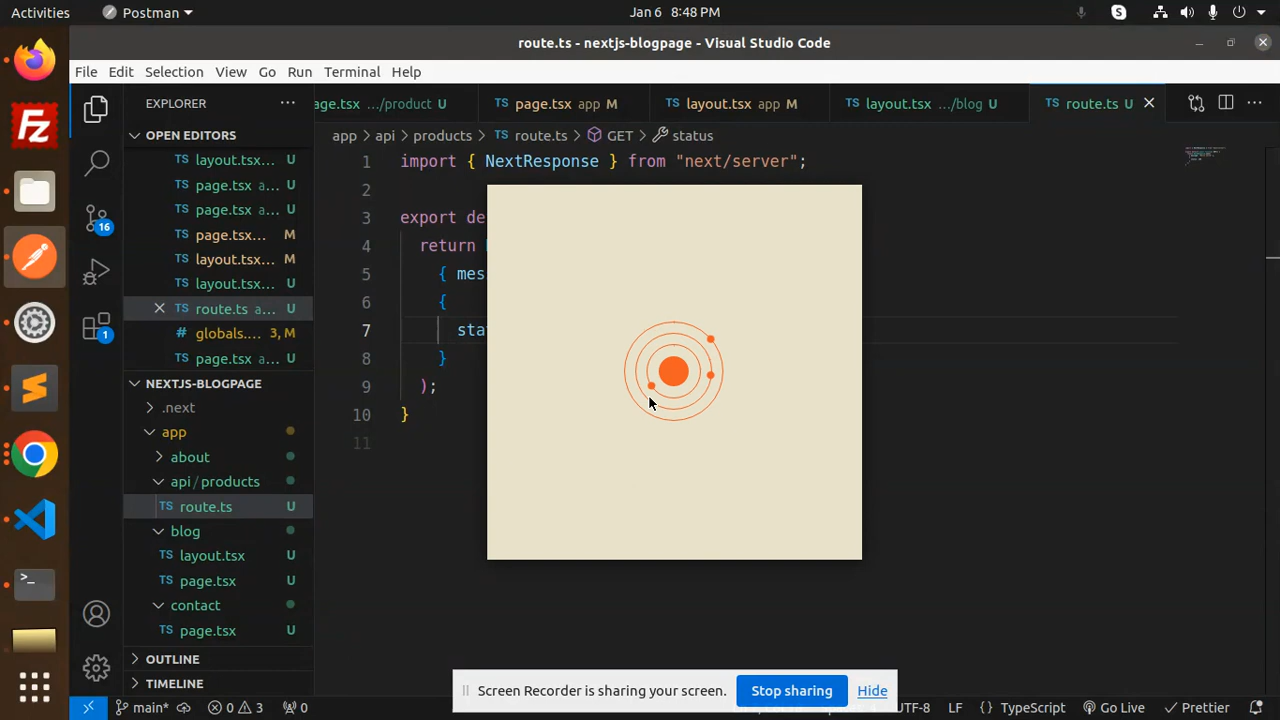 Activities
Postman
Jan 6 8:48 PM
route.ts - nextjs-blogpage - Visual Studio Code
File Edit Selection View Go Run Terminal Help
EXPLORER
age.tsx .../product U
TS page.tsx app M
TS layout.tsx app M
TS layout.tsx .../blog U
TS route.ts U
app > api > products > TS route.ts > GET > status
OPEN EDITORS
TS layout.tsx... U
TS page.tsx a... U
TS page.tsx a... U
TS page.tsx... M
TS layout.tsx... M
TS layout.tsx... U
TS route.ts a... U
# globals.... 3, M
TS page.tsx a... U
NEXTJS-BLOGPAGE
.next
app
about
api / products
TS route.ts U
blog
TS layout.tsx U
TS page.tsx U
contact
TS page.tsx U
OUTLINE
TIMELINE
16
1
1 import { NextResponse } from "next/server";
2
3 export de
4 return
5 { mes
6 {
7 sta
8 }
9 );
10 }
11
Screen Recorder is sharing your screen. Stop sharing Hide
main* 0 3 0 UTF-8 LF {} TypeScript Go Live Prettier